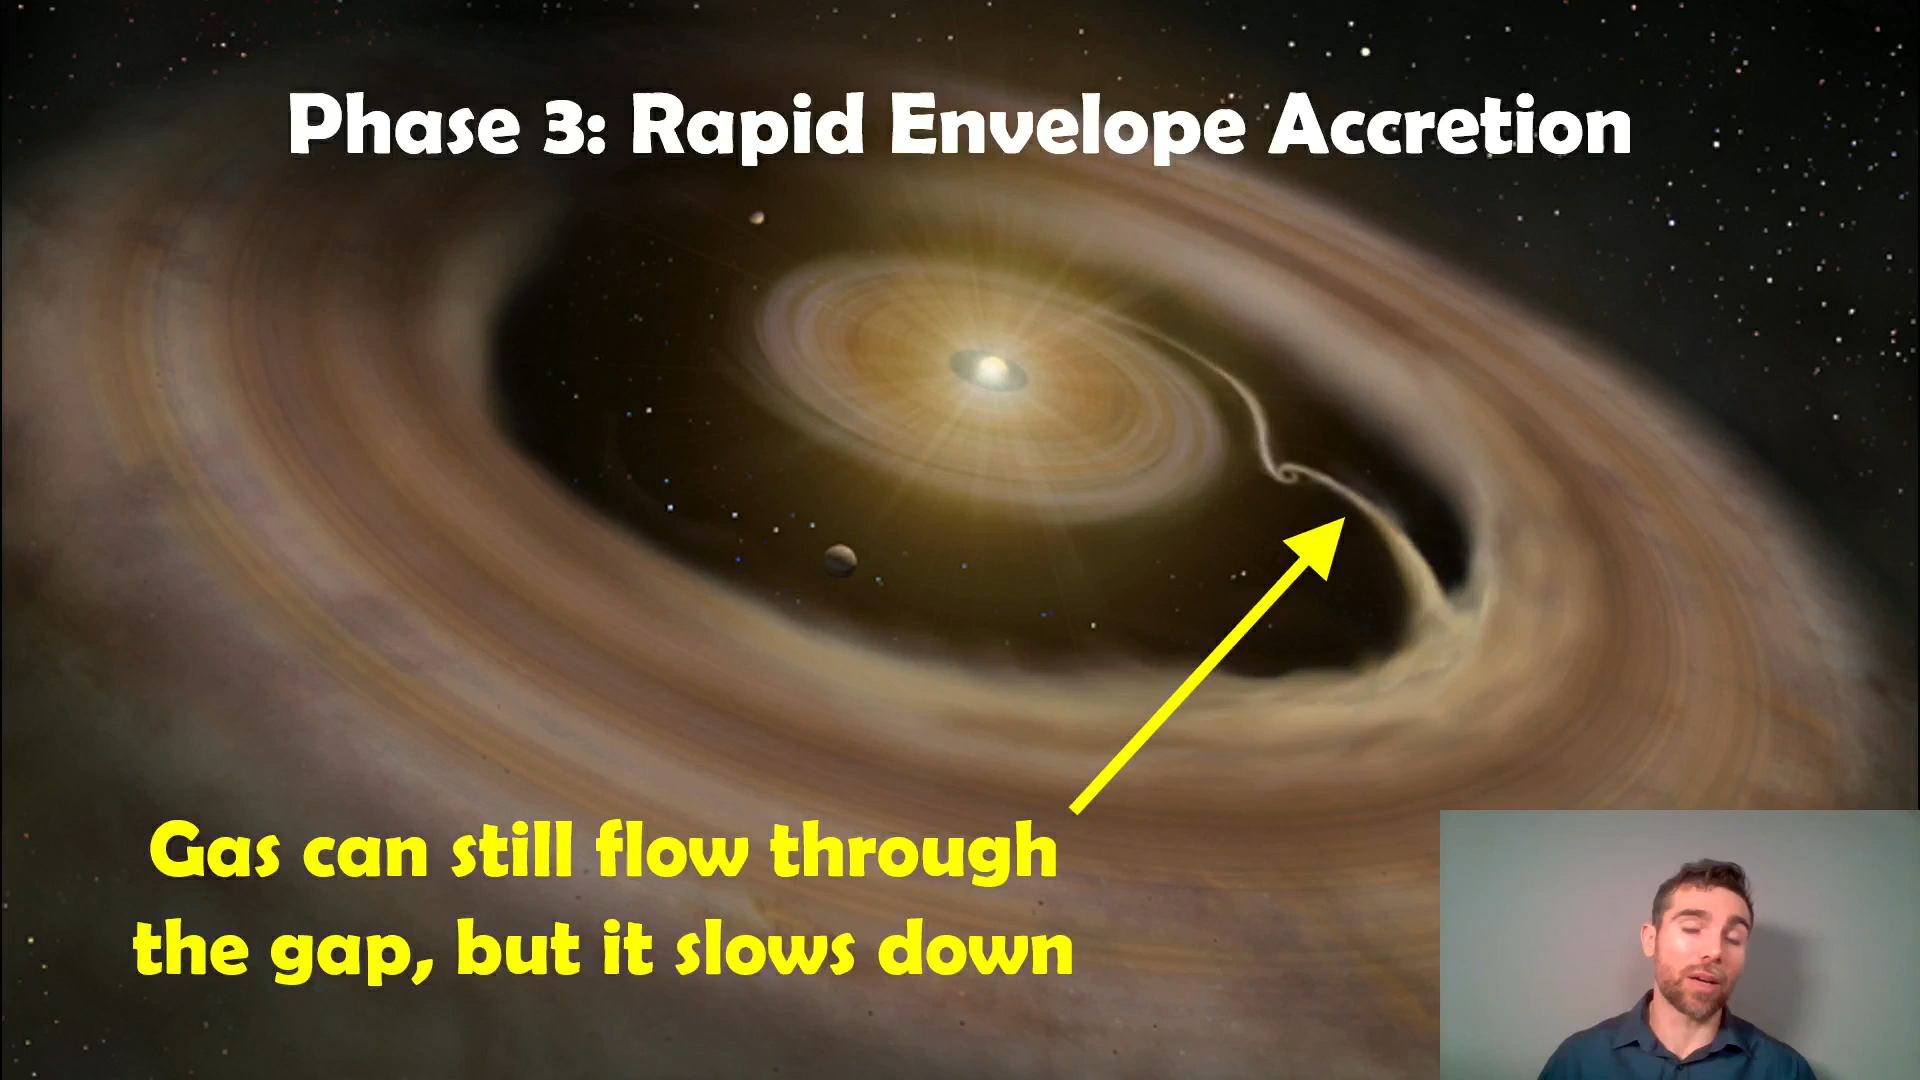 Phase 3: Rapid Envelope Accretion
Gas can still flow through
the gap, but it slows down